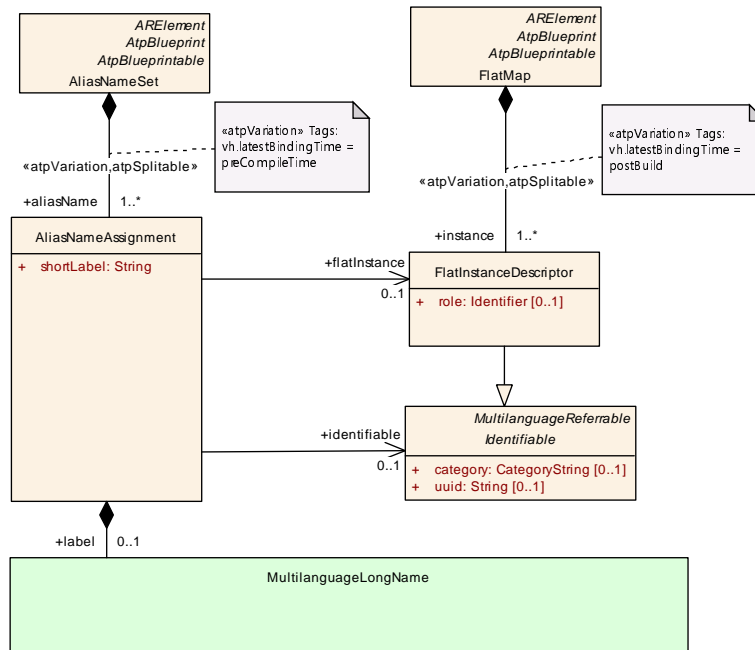 ARElement
AtpBlueprint
AtpBlueprintable
AliasNameSet
ARElement
AtpBlueprint
AtpBlueprintable
FlatMap
«atpVariation» Tags:
vh.latestBindingTime =
preCompileTime
«atpVariation» Tags:
vh.latestBindingTime =
postBuild
«atpVariation,atpSplitable»
«atpVariation,atpSplitable»
+aliasName 1..*
+instance 1..*
AliasNameAssignment
+ shortLabel: String
+flatInstance
0..1
FlatInstanceDescriptor
+ role: Identifier [0..1]
+identifiable
0..1
MultilanguageReferrable
Identifiable
+ category: CategoryString [0..1]
+ uuid: String [0..1]
+label 0..1
MultilanguageLongName